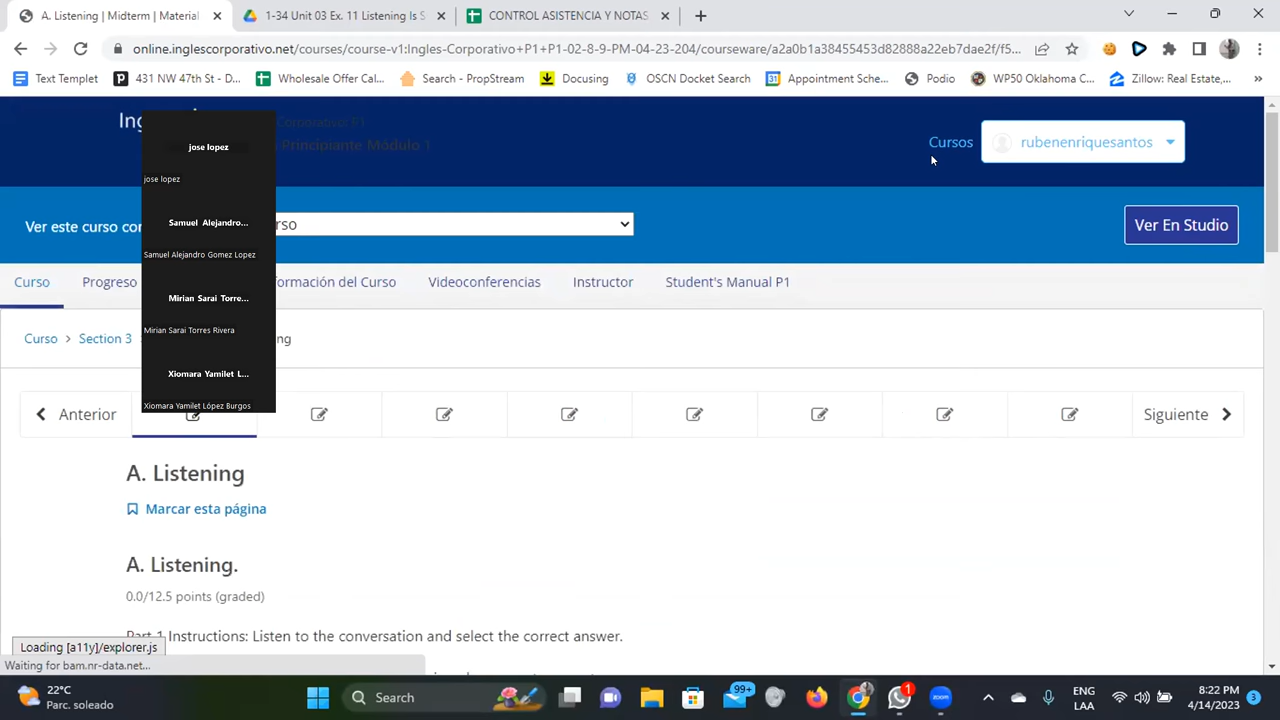 A. Listening | Midterm | Material
1-34 Unit 03 Ex. 11 Listening Is S
CONTROL ASISTENCIA Y NOTAS
online.inglescorporativo.net/courses/course-v1:Ingles-Corporativo+P1+P1-02-8-9-PM-04-23-204/courseware/a2a0b1a38455453d82888a22eb7dae2f/f5...
Text Templet
431 NW 47th St - D...
Wholesale Offer Cal...
Search - PropStream
Docusing
OSCN Docket Search
Appointment Sche...
Podio
WP50 Oklahoma C...
Zillow: Real Estate,...
Corporativo P1
Principiante Módulo 1
Cursos
rubenenriquesantos
jose lopez
jose lopez
Samuel Alejandro...
Samuel Alejandro Gomez Lopez
Mirian Sarai Torre...
Mirian Sarai Torres Rivera
Xiomara Yamilet L...
Xiomara Yamilet López Burgos
Ver este curso co
rso
Ver En Studio
Curso
Progreso
formación del Curso
Videoconferencias
Instructor
Student's Manual P1
Curso > Section 3
ng
Anterior
Siguiente
A. Listening
Marcar esta página
A. Listening.
0.0/12.5 points (graded)
Part 1 Instructions: Listen to the conversation and select the correct answer.
Loading [a11y]/explorer.js
Waiting for bam.nr-data.net...
22°C
Parc. soleado
Search
99+
1
ENG
LAA
8:22 PM
4/14/2023
3